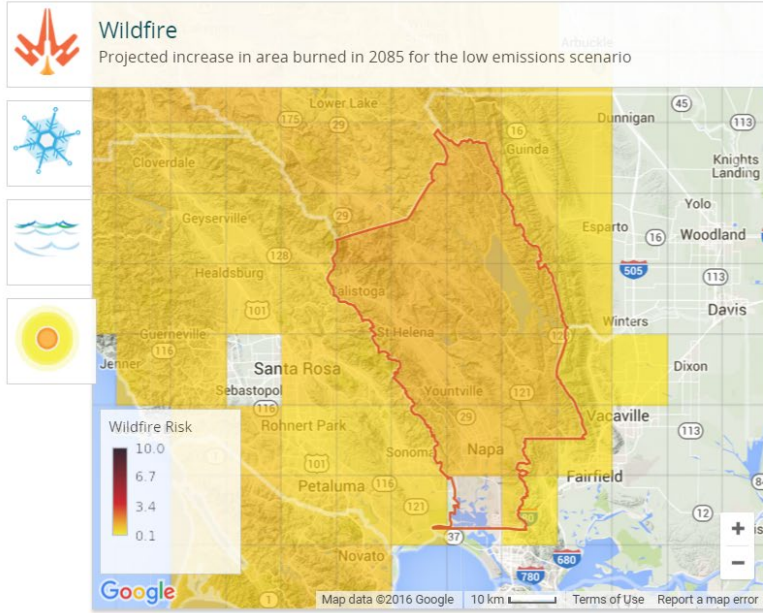 Wildfire
Projected increase in area burned in 2085 for the low emissions scenario
Arbuckle
Lower Lake
45
Dunnigan
113
175
29
16
Guinda
Cloverdale
Knights
Landing
Yolo
29
Geyserville
Esparto
16
Woodland
128
505
Healdsburg
113
Calistoga
101
Davis
Winters
Guerneville
St Helena
128
116
Jenner
Santa Rosa
Dixon
Sebastopol
Yountville
121
116
29
Vacaville
Wildfire Risk
Rohnert Park
113
10.0
Napa
Sonoma
6.7
1
101
Fairfield
3.4
Petaluma
116
121
12
0.1
37
+
Novato
680
−
780
Google
1
Map data ©2016 Google
10 km
Terms of Use
Report a map error